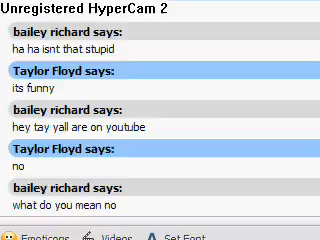 Unregistered HyperCam 2
bailey richard says:
ha ha isnt that stupid
Taylor Floyd says:
its funny
bailey richard says:
hey tay yall are on youtube
Taylor Floyd says:
no
bailey richard says:
what do you mean no
Emoticons Videos Set Font